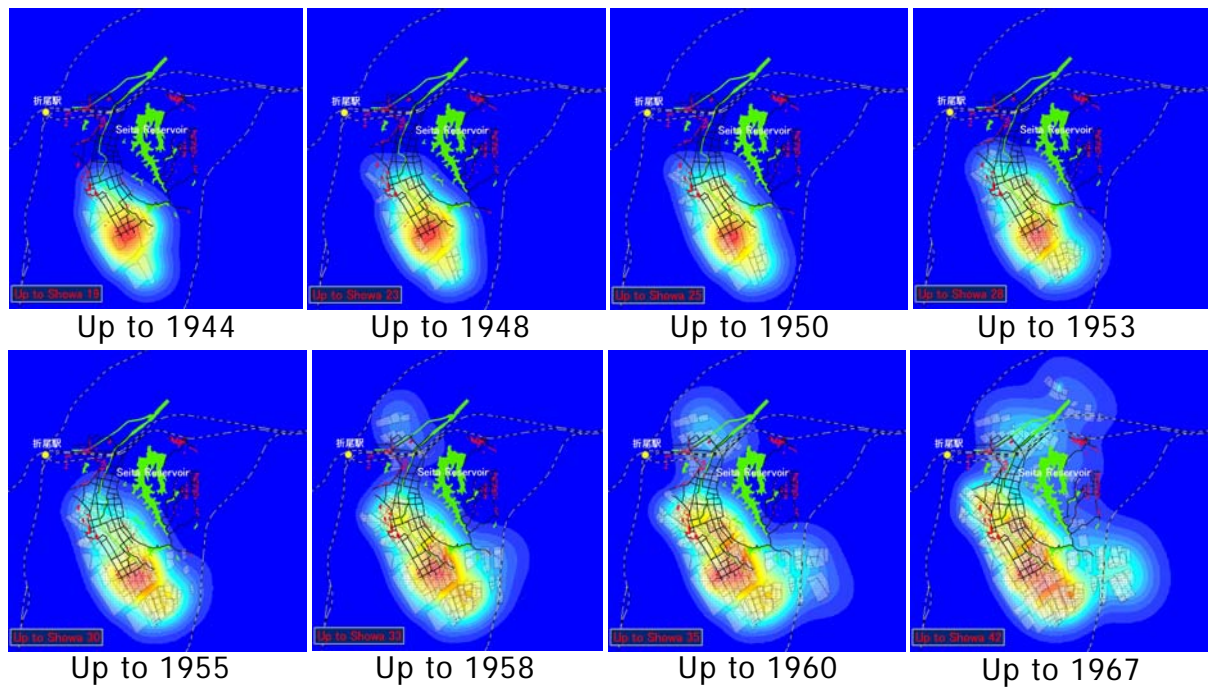 折尾駅
Seita Reservoir
Up to Showa 19
折尾駅
Seita Reservoir
Up to Showa 23
折尾駅
Seita Reservoir
Up to Showa 25
折尾駅
Seita Reservoir
Up to Showa 28
Up to 1944
Up to 1948
Up to 1950
Up to 1953
折尾駅
Seita Reservoir
Up to Showa 30
折尾駅
Seita Reservoir
Up to Showa 33
折尾駅
Seita Reservoir
Up to Showa 35
折尾駅
Seita Reservoir
Up to Showa 42
Up to 1955
Up to 1958
Up to 1960
Up to 1967